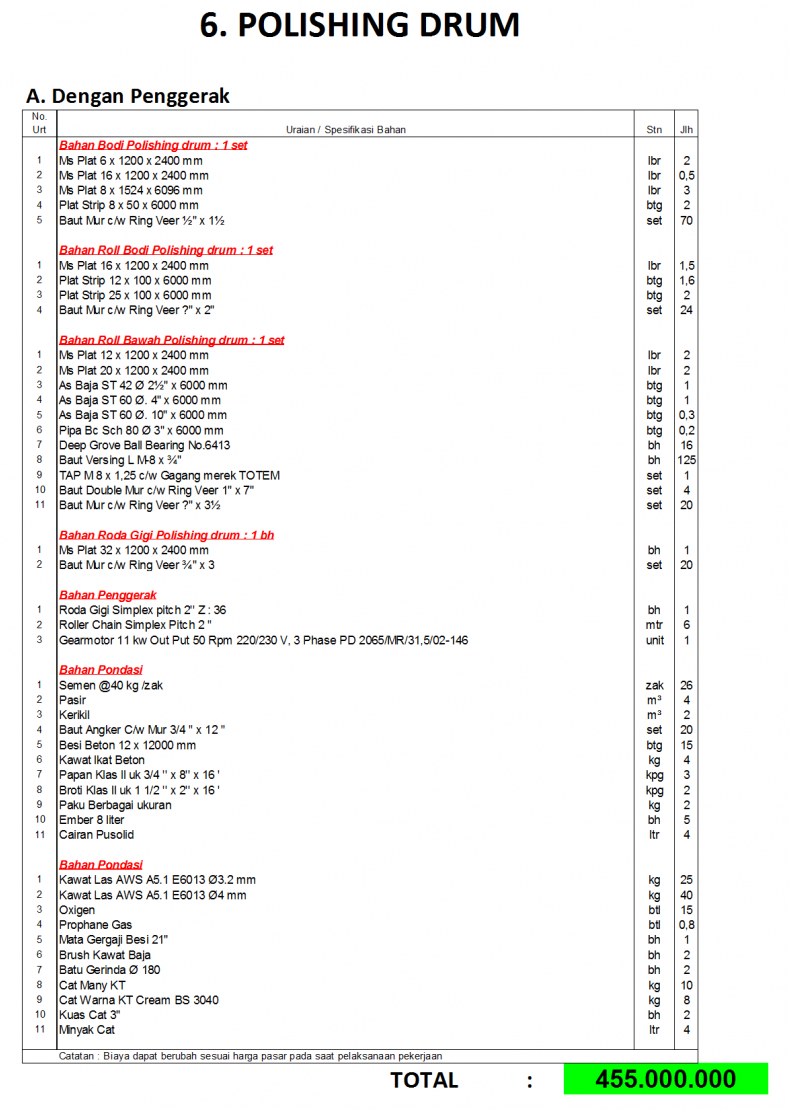 6. POLISHING DRUM
A. Dengan Penggerak
No. Urt Uraian / Spesifikasi Bahan Stn Jlh
Bahan Bodi Polishing drum : 1 set
1 Ms Plat 6 x 1200 x 2400 mm lbr 2
2 Ms Plat 16 x 1200 x 2400 mm lbr 0,5
3 Ms Plat 8 x 1524 x 6096 mm lbr 3
4 Plat Strip 8 x 50 x 6000 mm btg 2
5 Baut Mur c/w Ring Veer ½" x 1½ set 70
Bahan Roll Bodi Polishing drum : 1 set
1 Ms Plat 16 x 1200 x 2400 mm lbr 1,5
2 Plat Strip 12 x 100 x 6000 mm btg 1,6
3 Plat Strip 25 x 100 x 6000 mm btg 2
4 Baut Mur c/w Ring Veer ?" x 2" set 24
Bahan Roll Bawah Polishing drum : 1 set
1 Ms Plat 12 x 1200 x 2400 mm lbr 2
2 Ms Plat 20 x 1200 x 2400 mm lbr 2
3 As Baja ST 42 Ø 2½" x 6000 mm btg 1
4 As Baja ST 60 Ø. 4" x 6000 mm btg 1
5 As Baja ST 60 Ø. 10" x 6000 mm btg 0,3
6 Pipa Bc Sch 80 Ø 3" x 6000 mm btg 0,2
7 Deep Grove Ball Bearing No.6413 bh 16
8 Baut Versing L M-8 x ¾" bh 125
9 TAP M 8 x 1,25 c/w Gagang merek TOTEM set 1
10 Baut Double Mur c/w Ring Veer 1" x 7" set 4
11 Baut Mur c/w Ring Veer ?" x 3½ set 20
Bahan Roda Gigi Polishing drum : 1 bh
1 Ms Plat 32 x 1200 x 2400 mm bh 1
2 Baut Mur c/w Ring Veer ¾" x 3 set 20
Bahan Penggerak
1 Roda Gigi Simplex pitch 2" Z : 36 bh 1
2 Roller Chain Simplex Pitch 2 " mtr 6
3 Gearmotor 11 kw Out Put 50 Rpm 220/230 V, 3 Phase PD 2065/MR/31,5/02-146 unit 1
Bahan Pondasi
1 Semen @40 kg /zak zak 26
2 Pasir m³ 4
3 Kerikil m³ 2
4 Baut Angker C/w Mur 3/4 " x 12 " set 20
5 Besi Beton 12 x 12000 mm btg 15
6 Kawat Ikat Beton kg 4
7 Papan Klas II uk 3/4 " x 8" x 16 ' kpg 3
8 Broti Klas II uk 1 1/2 " x 2" x 16 ' kpg 2
9 Paku Berbagai ukuran kg 2
10 Ember 8 liter bh 5
11 Cairan Pusolid ltr 4
Bahan Pondasi
1 Kawat Las AWS A5.1 E6013 Ø3.2 mm kg 25
2 Kawat Las AWS A5.1 E6013 Ø4 mm kg 40
3 Oxigen btl 15
4 Prophane Gas btl 0,8
5 Mata Gergaji Besi 21" bh 1
6 Brush Kawat Baja bh 2
7 Batu Gerinda Ø 180 bh 2
8 Cat Many KT kg 10
9 Cat Warna KT Cream BS 3040 kg 8
10 Kuas Cat 3" bh 2
11 Minyak Cat ltr 4
Catatan : Biaya dapat berubah sesuai harga pasar pada saat pelaksanaan pekerjaan
TOTAL : 455.000.000